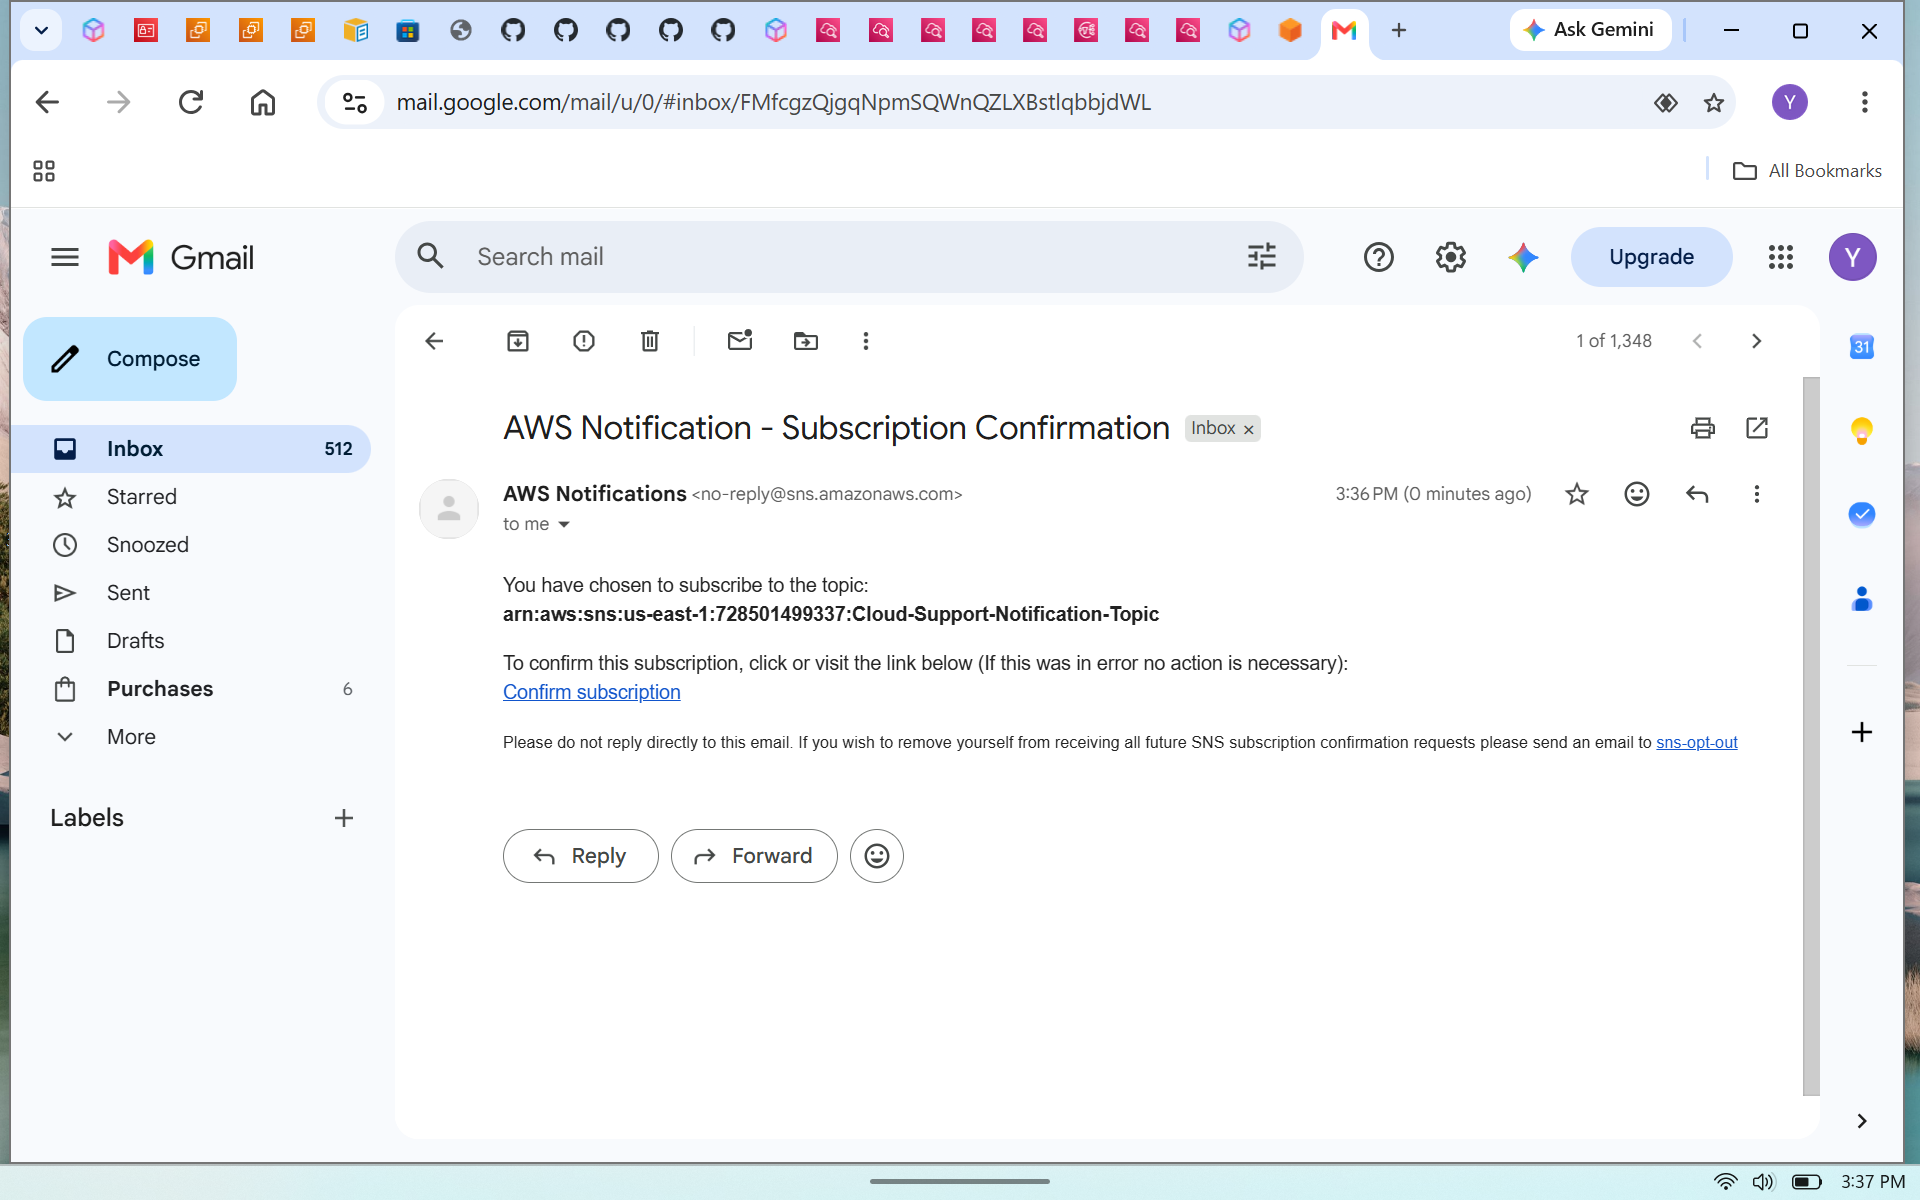 Ask Gemini
mail.google.com/mail/u/0/#inbox/FMfcgzQjgqNpmSQWnQZLXBstlqbbjdWL
Y
All Bookmarks
Gmail
Search mail
Upgrade
Y
Compose
1 of 1,348
31
Inbox 512
Starred
Snoozed
Sent
Drafts
Purchases 6
More
Labels
AWS Notification - Subscription Confirmation Inbox ×
AWS Notifications <no-reply@sns.amazonaws.com> 3:36 PM (0 minutes ago)
to me
You have chosen to subscribe to the topic:
arn:aws:sns:us-east-1:728501499337:Cloud-Support-Notification-Topic
To confirm this subscription, click or visit the link below (If this was in error no action is necessary):
Confirm subscription
Please do not reply directly to this email. If you wish to remove yourself from receiving all future SNS subscription confirmation requests please send an email to sns-opt-out
Reply
Forward
3:37 PM